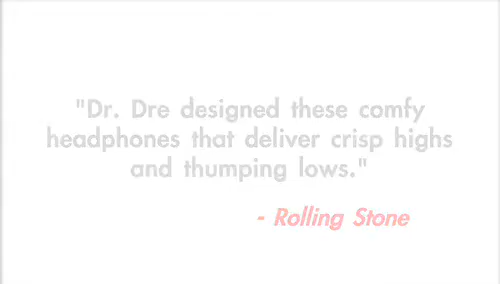 "Dr. Dre designed these comfy
headphones that deliver crisp highs
and thumping lows."
- Rolling Stone